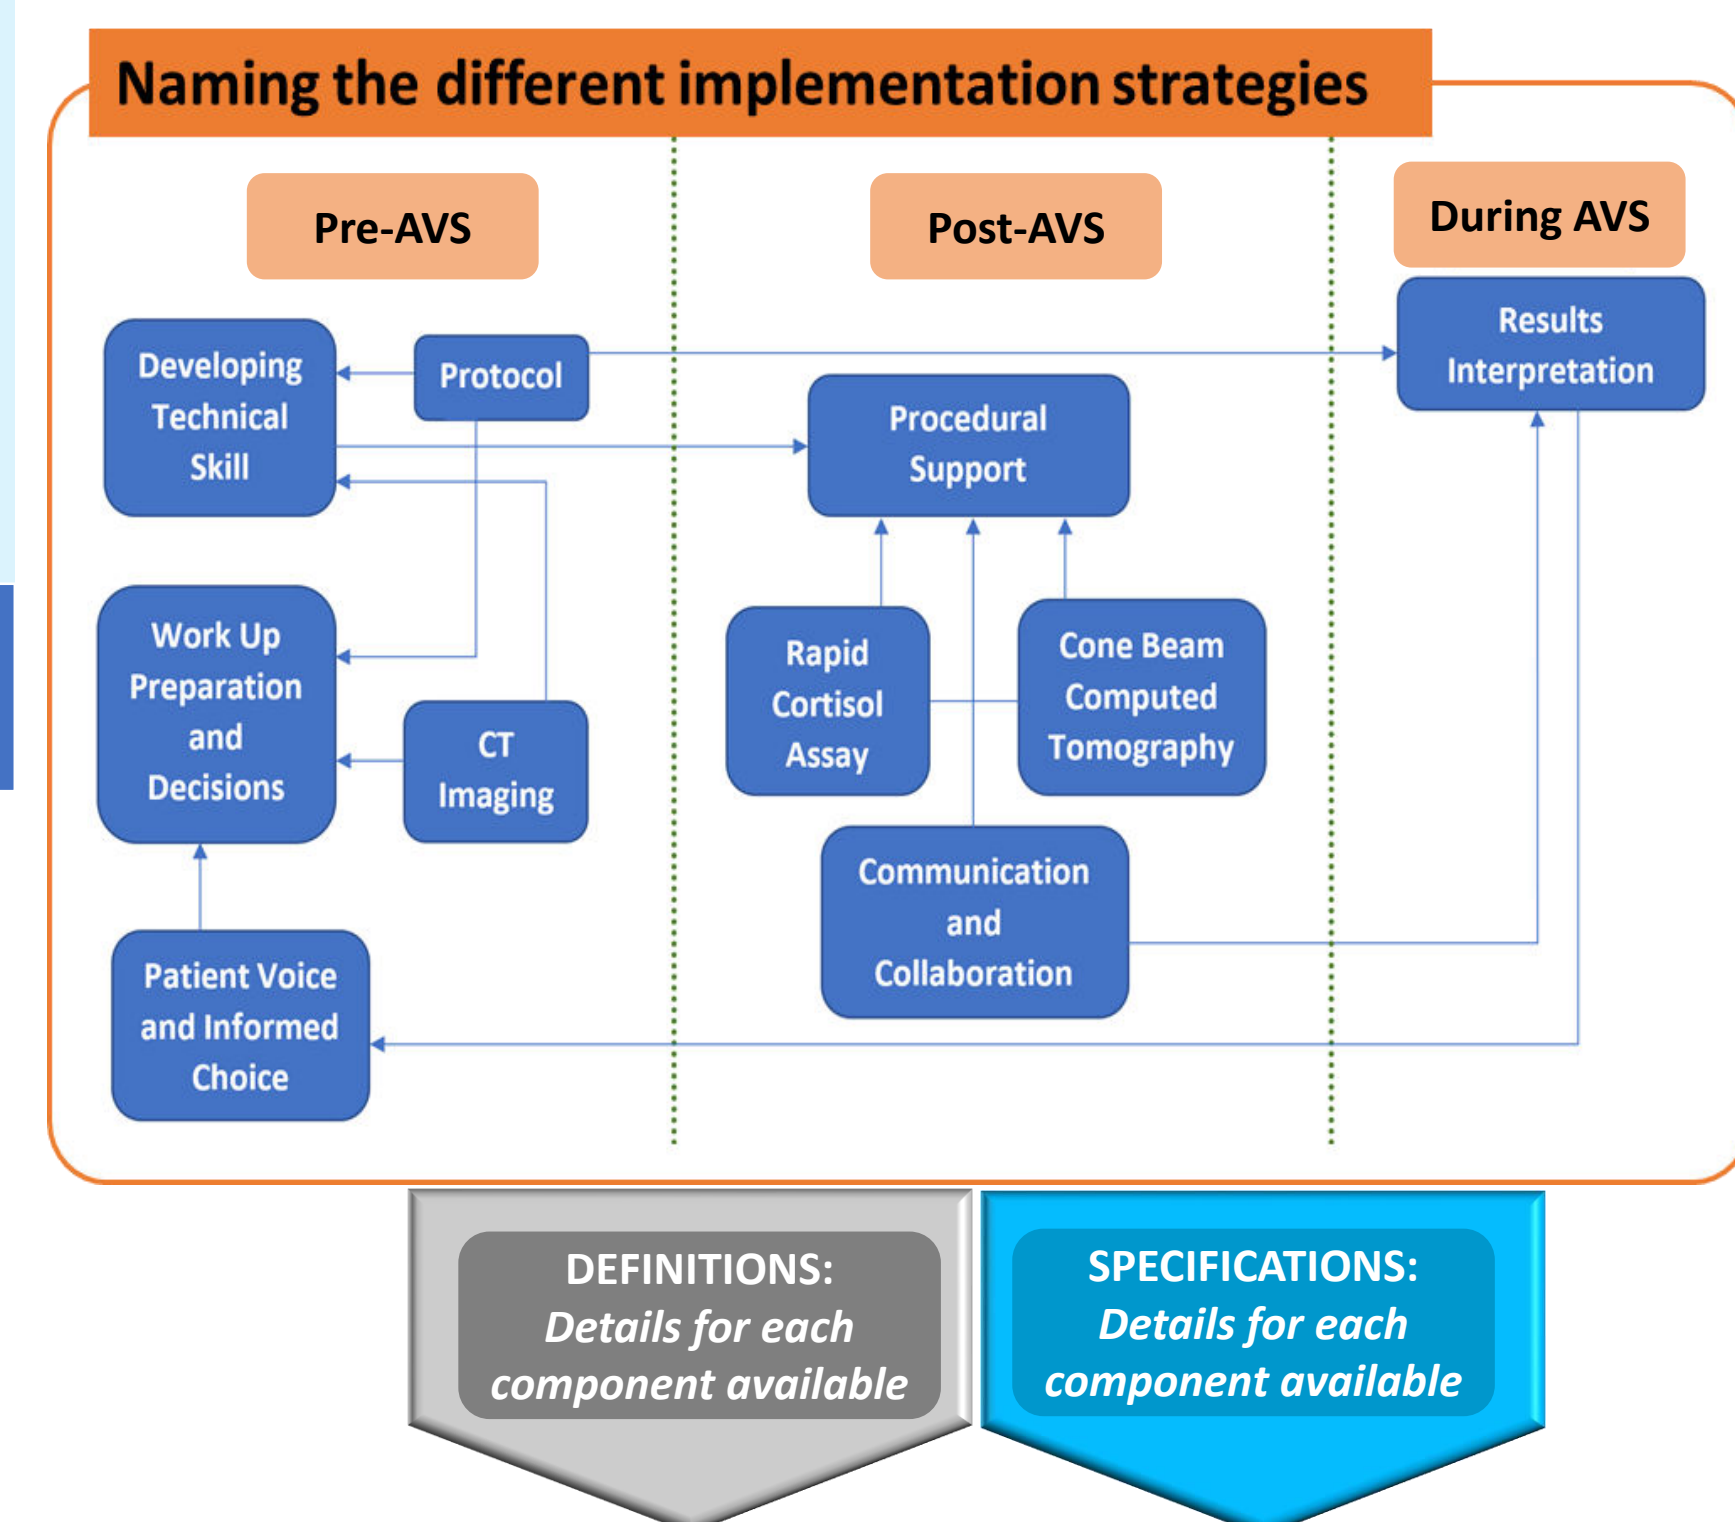 Naming the different implementation strategies
Pre-AVS
Post-AVS
During AVS
Developing
Technical
Skill
Protocol
Work Up
Preparation
and
Decisions
CT
Imaging
Patient Voice
and Informed
Choice
Procedural
Support
Rapid
Cortisol
Assay
Cone Beam
Computed
Tomography
Communication
and
Collaboration
Results
Interpretation
DEFINITIONS:
Details for each
component available
SPECIFICATIONS:
Details for each
component available